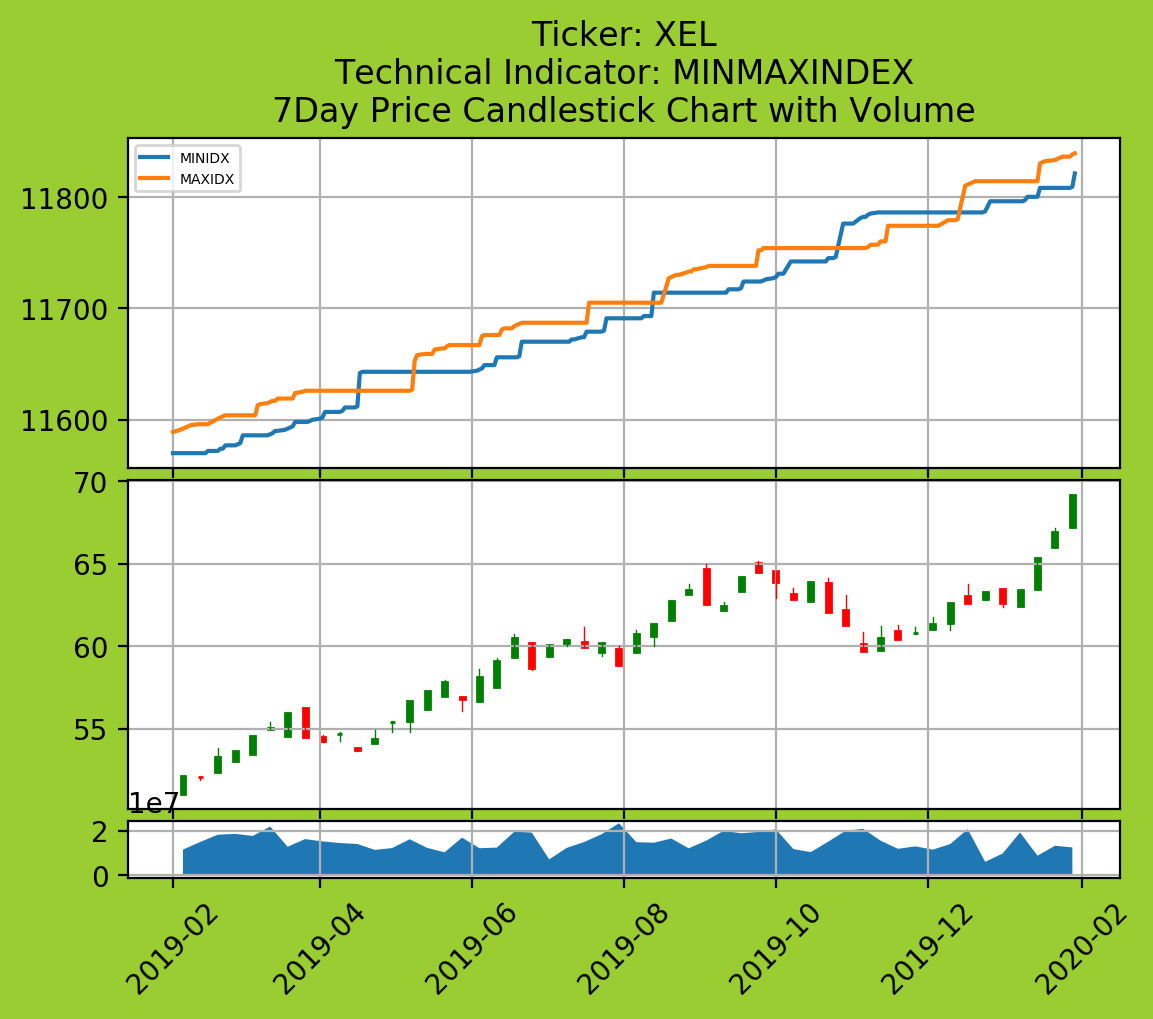 Ticker: XEL
Technical Indicator: MINMAXINDEX
7Day Price Candlestick Chart with Volume
MINIDX
MAXIDX
11800
11700
11600
70
65
60
55
1e7
2
0
2019-02
2019-04
2019-06
2019-08
2019-10
2019-12
2020-02